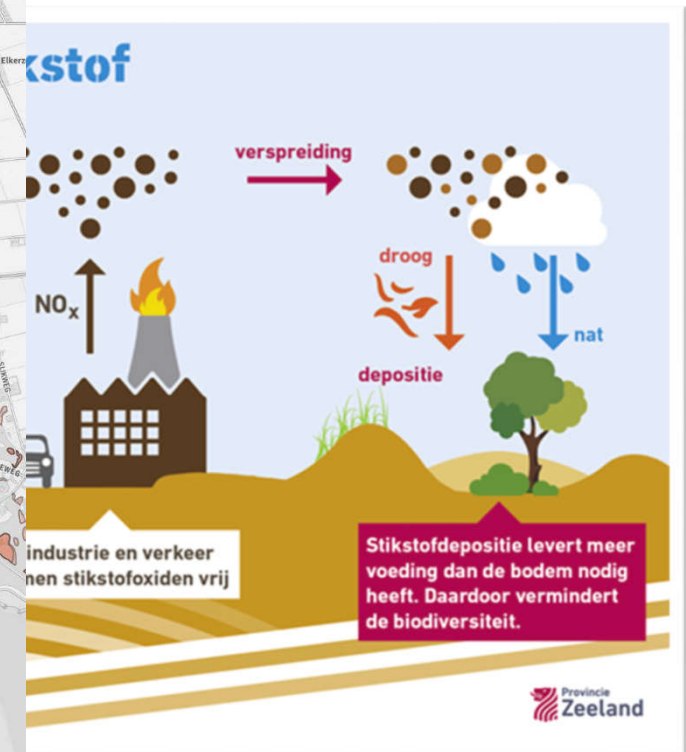 kstof
verspreiding
droog
NOx
nat
depositie
industrie en verkeer
men stikstofoxiden vrij
Stikstofdepositie levert meer
voeding dan de bodem nodig
heeft. Daardoor vermindert
de biodiversiteit.
Provincie
Zeeland